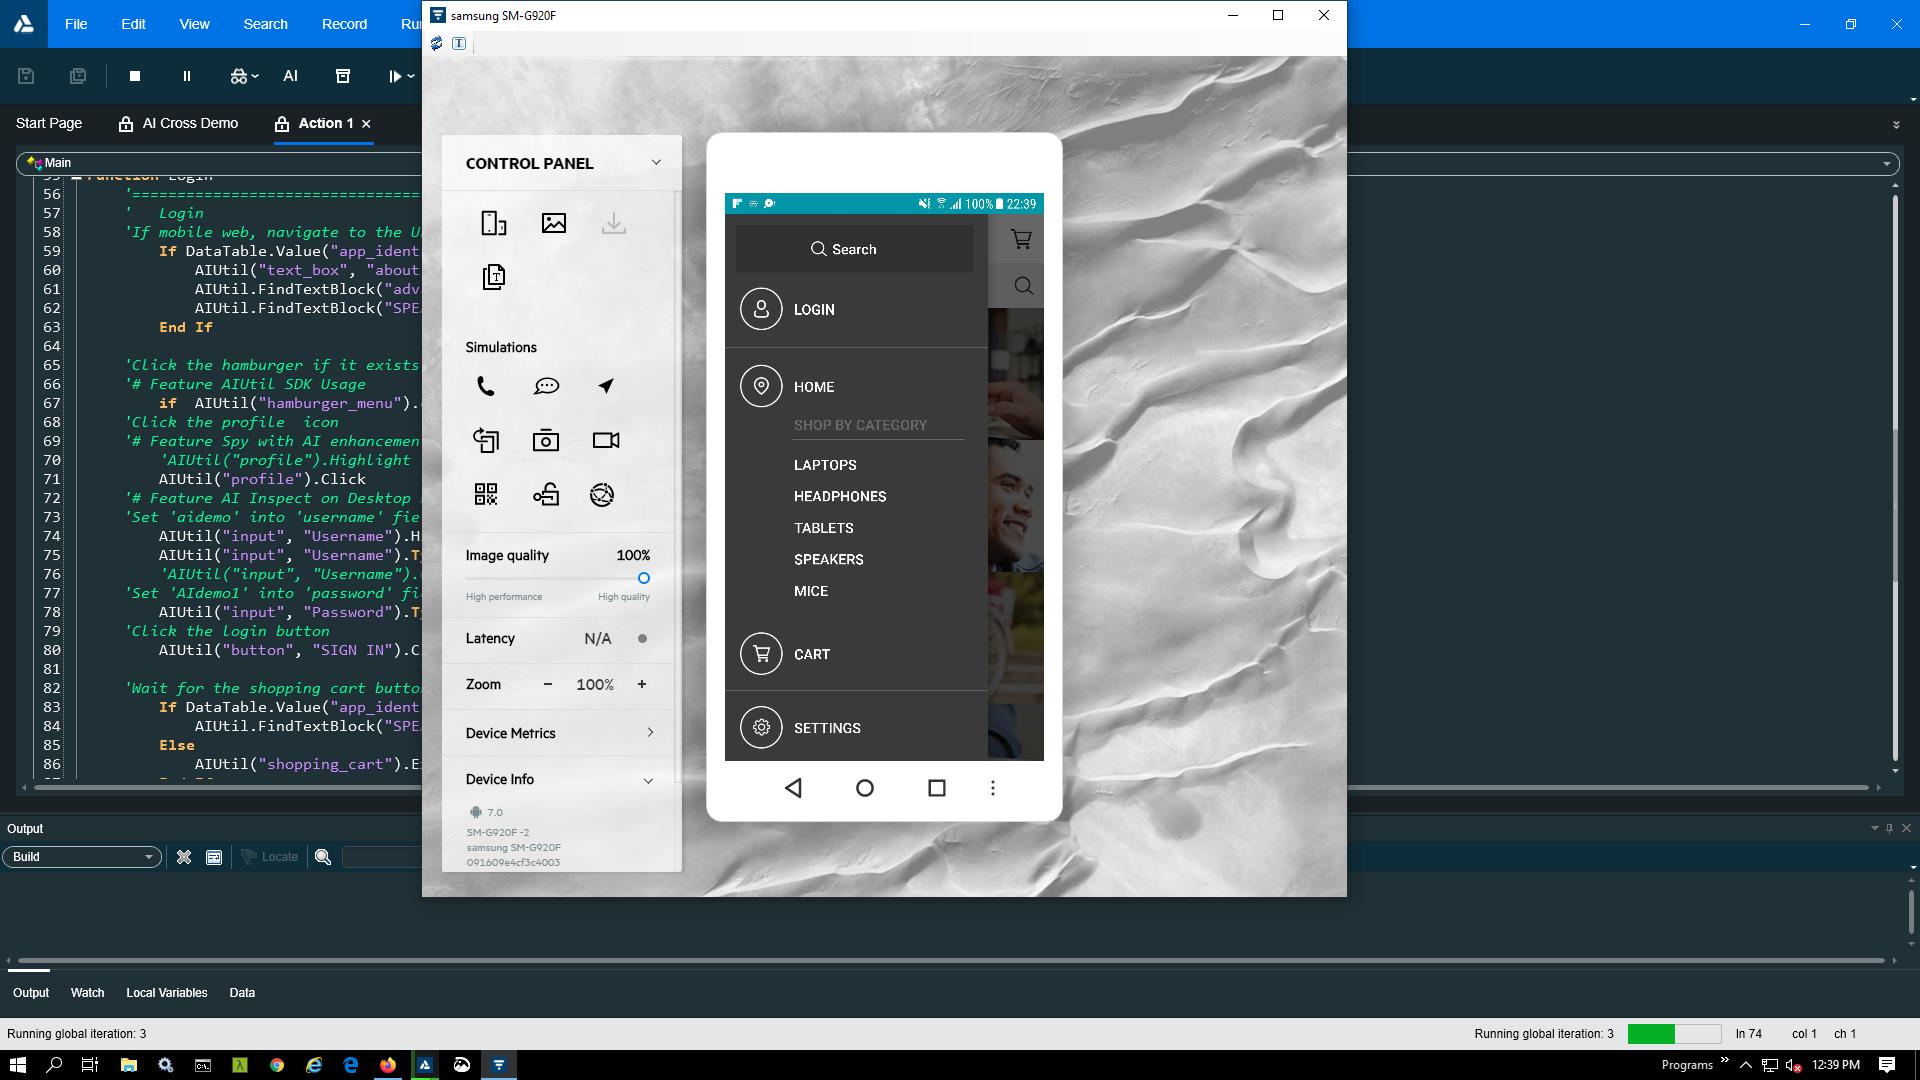 samsung SM-G920F
File Edit View Search Record
T
AI
Start Page AI Cross Demo Action 1
Main
56 '================================
57 ' Login
58 'If mobile web, navigate to the
59 If DataTable.Value("app_ident
60 AIUtil("text_box", "about
61 AIUtil.FindTextBlock("adv
62 AIUtil.FindTextBlock("SPE
63 End If
64
65 'Click the hamburger if it exists
66 '# Feature AIUtil SDK Usage
67 if AIUtil("hamburger_menu").
68 'Click the profile icon
69 '# Feature Spy with AI enhancemen
70 'AIUtil("profile").Highlight
71 AIUtil("profile").Click
72 '# Feature AI Inspect on Desktop
73 'Set 'aidemo' into 'username' fie
74 AIUtil("input", "Username").H
75 AIUtil("input", "Username").T
76 'AIUtil("input", "Username").
77 'Set 'AIdemo1' into 'password' fi
78 AIUtil("input", "Password").T
79 'Click the login button
80 AIUtil("button", "SIGN IN").C
81
82 'Wait for the shopping cart butto
83 If DataTable.Value("app_ident
84 AIUtil.FindTextBlock("SPE
85 Else
86 AIUtil("shopping_cart").E
CONTROL PANEL
T
Simulations
Image quality 100%
High performance High quality
Latency N/A
Zoom - 100% +
Device Metrics
Device Info
7.0
SM-G920F -2
samsung SM-G920F
091609e4cf3c4003
100% 22:39
Search
LOGIN
HOME
SHOP BY CATEGORY
LAPTOPS
HEADPHONES
TABLETS
SPEAKERS
MICE
CART
SETTINGS
Output
Build Locate
Output Watch Local Variables Data
Running global iteration: 3 Running global iteration: 3 ln 74 col 1 ch 1
Programs 12:39 PM